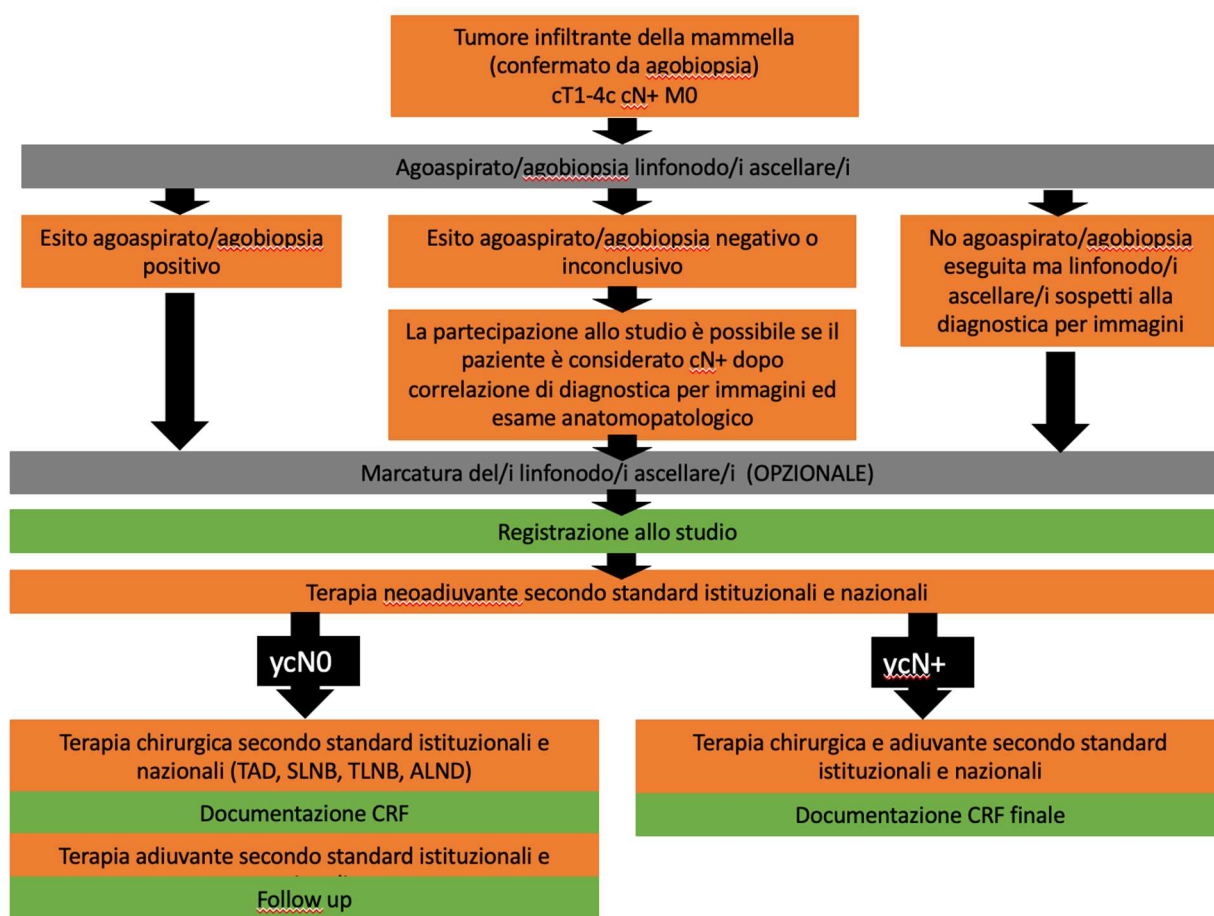 Tumore infiltrante della mammella
(confermato da agobiopsia)
cT1-4c cN+ M0
Agoaspirato/agobiopsia linfonodo/i ascellare/i
Esito agoaspirato/agobiopsia
positivo
Esito agoaspirato/agobiopsia negativo o
inconclusivo
No agoaspirato/agobiopsia
eseguita ma linfonodo/i
ascellare/i sospetti alla
diagnostica per immagini
La partecipazione allo studio è possibile se il
paziente è considerato cN+ dopo
correlazione di diagnostica per immagini ed
esame anatomopatologico
Marcatura del/i linfonodo/i ascellare/i (OPZIONALE)
Registrazione allo studio
Terapia neoadiuvante secondo standard istituzionali e nazionali
ycN0
ycN+
Terapia chirurgica secondo standard istituzionali e
nazionali (TAD, SLNB, TLNB, ALND)
Documentazione CRF
Terapia adiuvante secondo standard istituzionali e
Follow up
Terapia chirurgica e adiuvante secondo standard
istituzionali e nazionali
Documentazione CRF finale